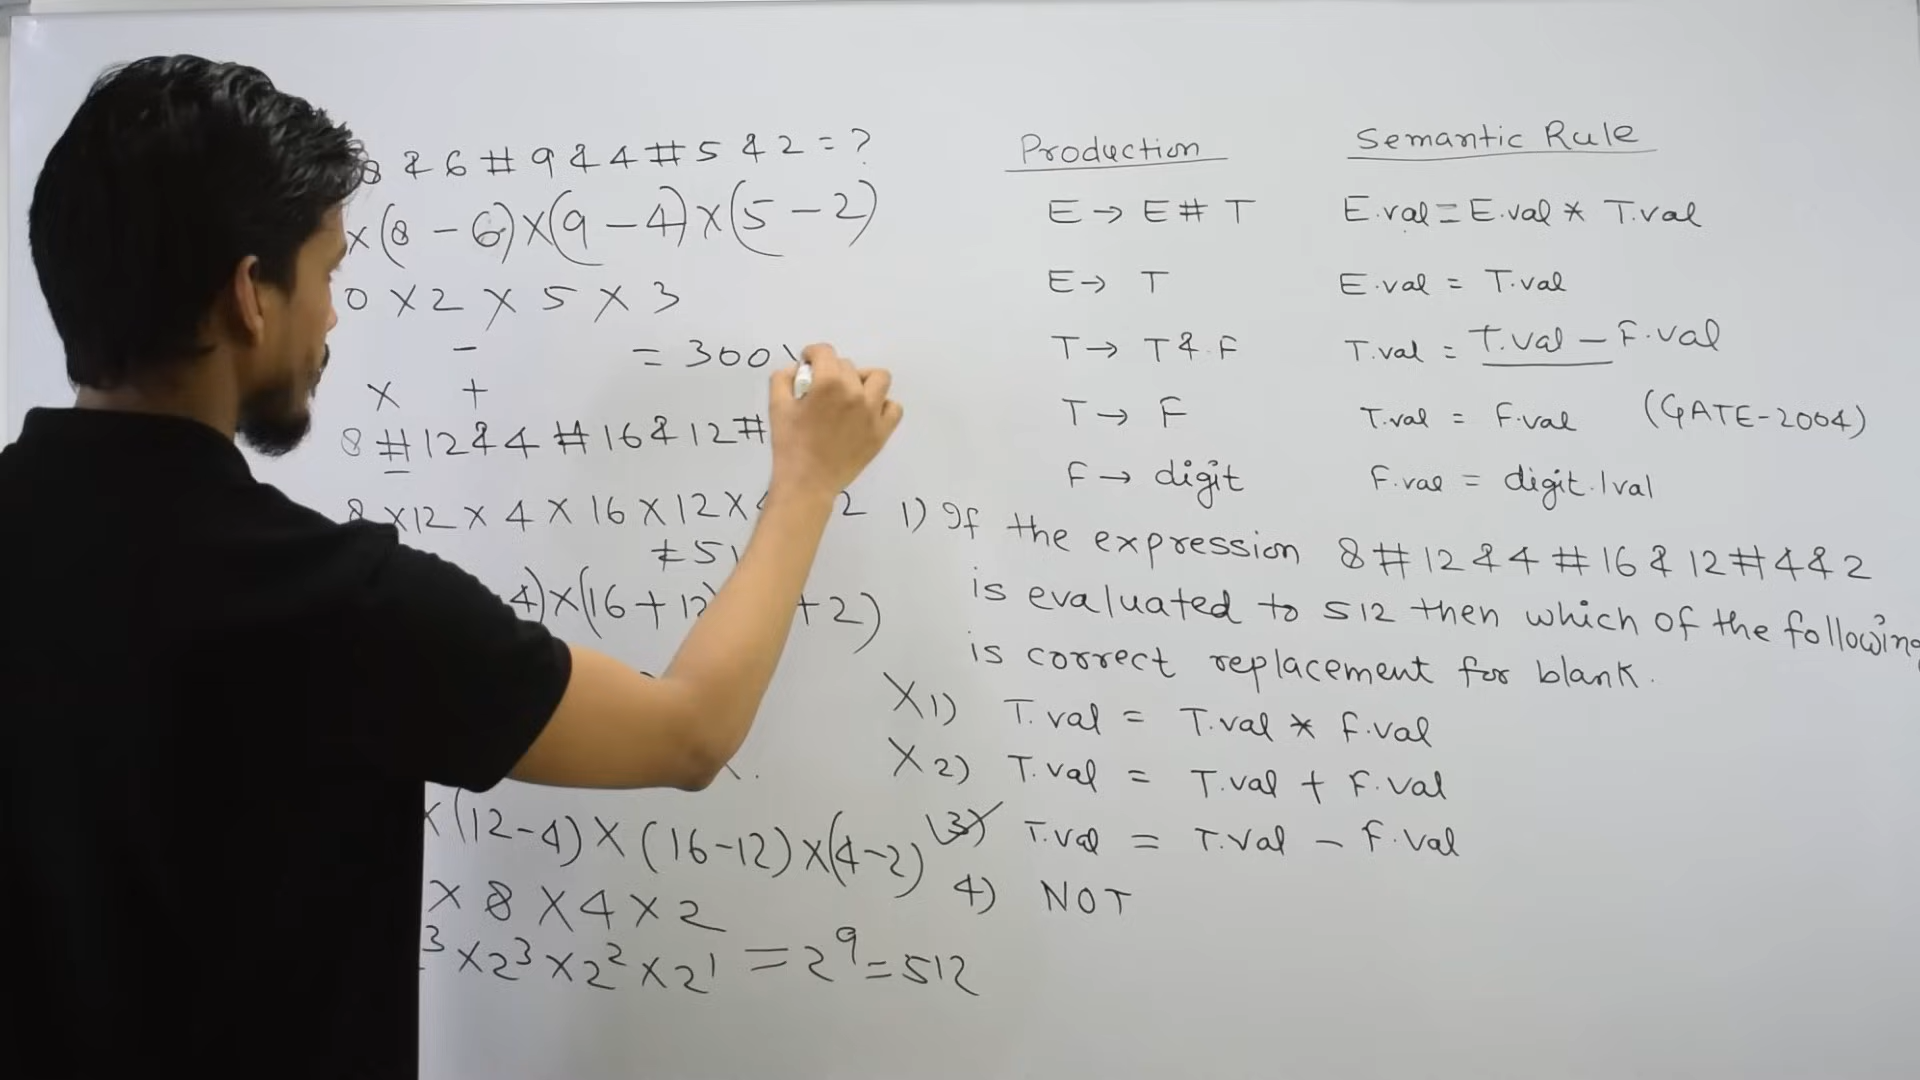 8 & 6 # 9 & 4 # 5 & 2 = ?
× (8 − 6) × (9 − 4) × (5 − 2)
0 × 2 × 5 × 3
−
= 300
× +
8 # 12 & 4 # 16 & 12 #
8 × 12 × 4 × 16 × 12 × 2
≠ 51
4) × (16 + 12) + 2)
× (12 − 4) × (16 − 12) × (4 − 2)
× 8 × 4 × 2
3 × 2³ × 2² × 2¹ = 2⁹ = 512
Production Semantic Rule
E → E # T E.val = E.val * T.val
E → T E.val = T.val
T → T & F T.val = T.val − F.val
T → F T.val = F.val (GATE-2004)
F → digit F.val = digit.lval
1) If the expression 8 # 12 & 4 # 16 & 12 # 4 & 2
is evaluated to 512 then which of the following
is correct replacement for blank.
X 1) T.val = T.val * F.val
X 2) T.val = T.val + F.val
3) T.val = T.val − F.val
4) NOT